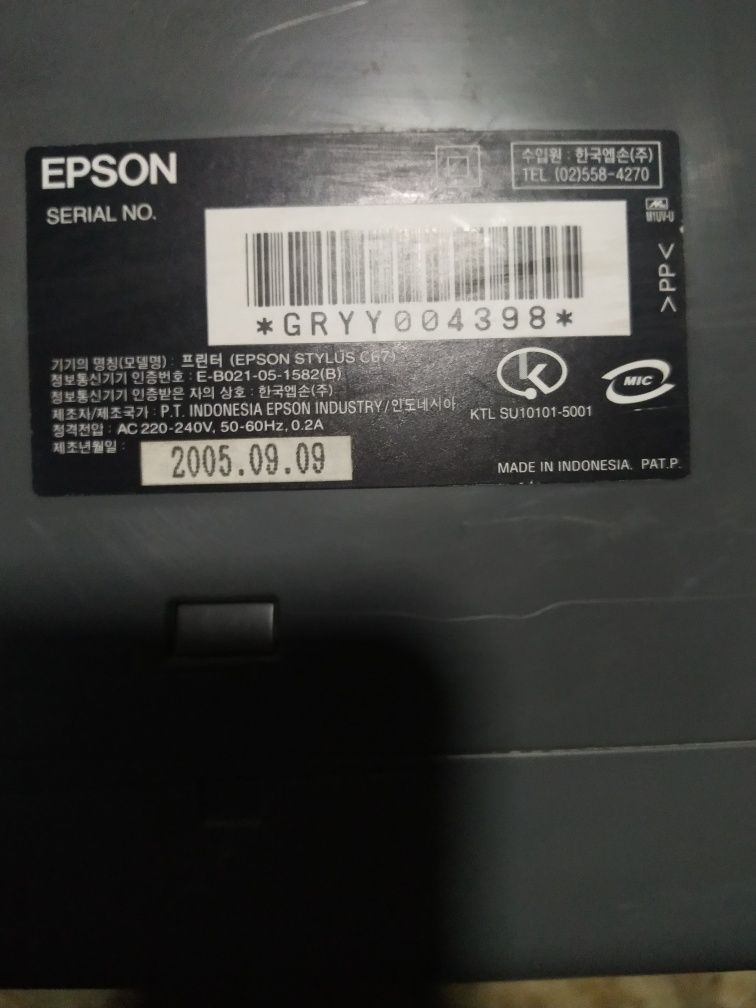 EPSON
수입원 : 한국엡손(주)
TEL (02)558-4270
SERIAL NO.
M1UV-U
>PP<
*GRYY004398*
기기의 명칭(모델명) : 프린터 (EPSON STYLUS C67)
정보통신기기 인증번호 : E-B021-05-1582(B)
정보통신기기 인증받은 자의 상호 : 한국엡손(주)
제조자/제조국가 : P.T. INDONESIA EPSON INDUSTRY/인도네시아
정격전압 : AC 220-240V, 50-60Hz, 0.2A
제조년월일 :
2005.09.09
MIC
KTL SU10101-5001
MADE IN INDONESIA. PAT.P.